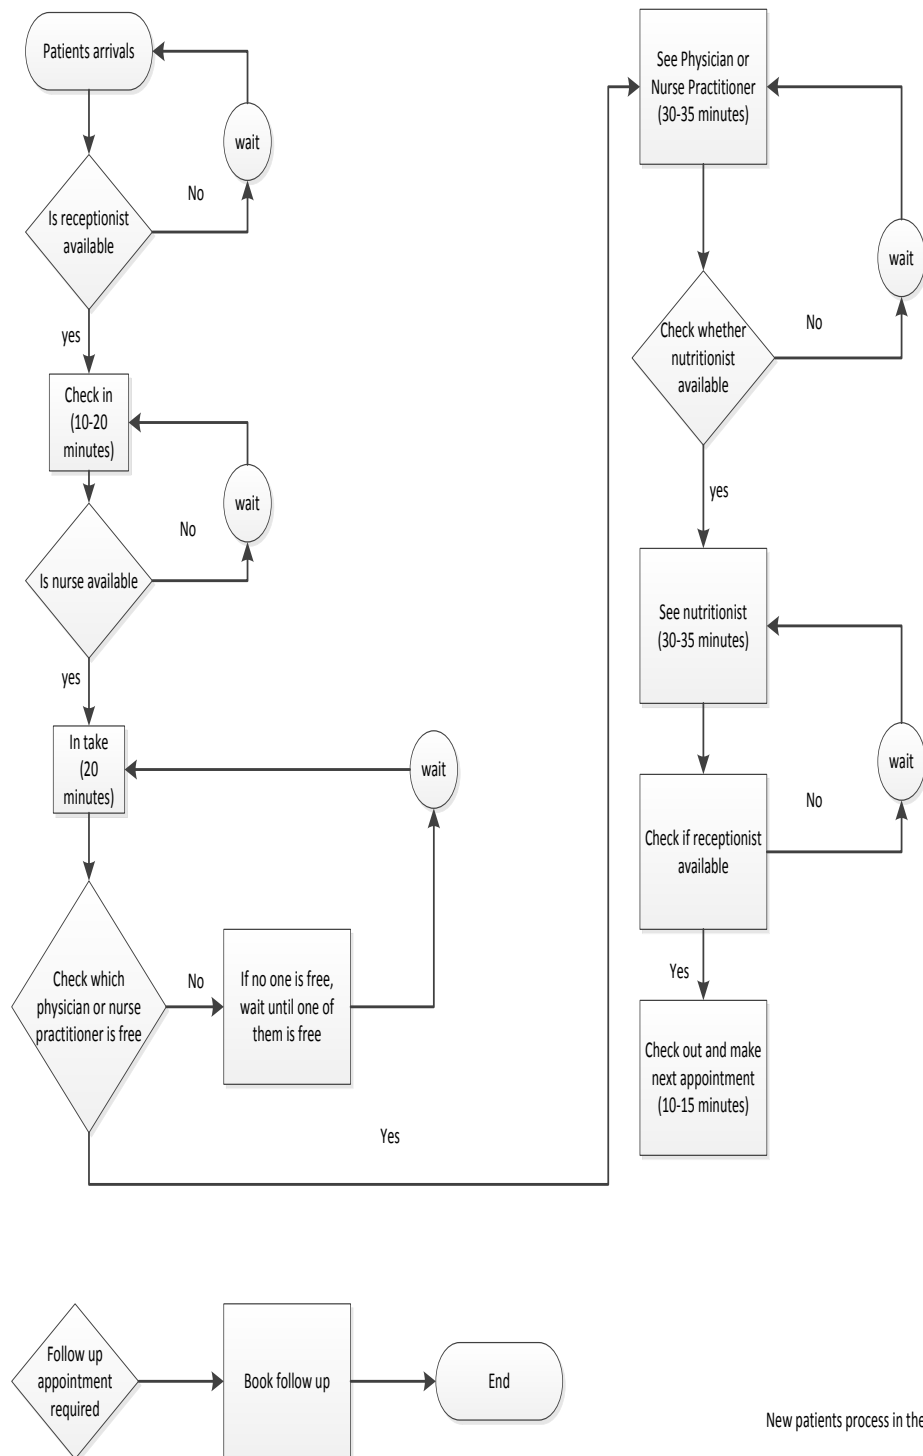 Patients arrivals
wait
No
Is receptionist
available
yes
Check in
(10-20
minutes)
wait
No
Is nurse available
yes
In take
(20
minutes)
wait
Check which
physician or nurse
practitioner is free
No
If no one is free,
wait until one of
them is free
Yes
See Physician or
Nurse Practitioner
(30-35 minutes)
wait
No
Check whether
nutritionist
available
yes
See nutritionist
(30-35 minutes)
wait
No
Check if receptionist
available
Yes
Check out and make
next appointment
(10-15 minutes)
Follow up
appointment
required
Book follow up
End
New patients process in the